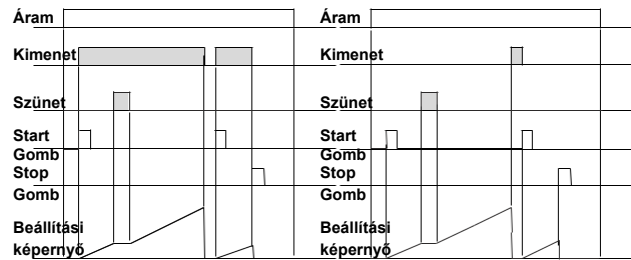 Áram
Kimenet
Szünet
Start
Gomb
Stop
Gomb
Beállítási
képernyő
Áram
Kimenet
Szünet
Start
Gomb
Stop
Gomb
Beállítási
képernyő